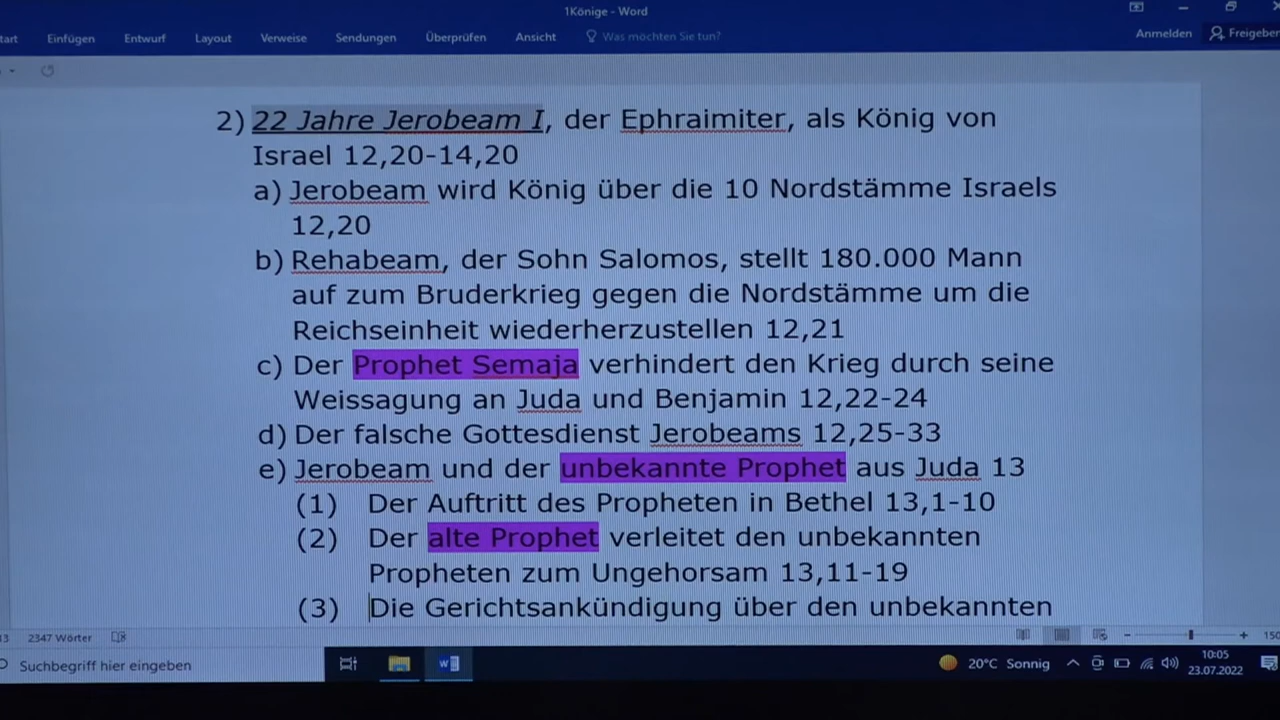 1Könige - Word
Einfügen Entwurf Layout Verweise Sendungen Überprüfen Ansicht Was möchten Sie tun? Anmelden
2) 22 Jahre Jerobeam I, der Ephraimiter, als König von
Israel 12,20-14,20
a) Jerobeam wird König über die 10 Nordstämme Israels
12,20
b) Rehabeam, der Sohn Salomos, stellt 180.000 Mann
auf zum Bruderkrieg gegen die Nordstämme um die
Reichseinheit wiederherzustellen 12,21
c) Der Prophet Semaja verhindert den Krieg durch seine
Weissagung an Juda und Benjamin 12,22-24
d) Der falsche Gottesdienst Jerobeams 12,25-33
e) Jerobeam und der unbekannte Prophet aus Juda 13
(1) Der Auftritt des Propheten in Bethel 13,1-10
(2) Der alte Prophet verleitet den unbekannten
Propheten zum Ungehorsam 13,11-19
(3) Die Gerichtsankündigung über den unbekannten
2347 Wörter
Suchbegriff hier eingeben
20°C Sonnig
10:05
23.07.2022